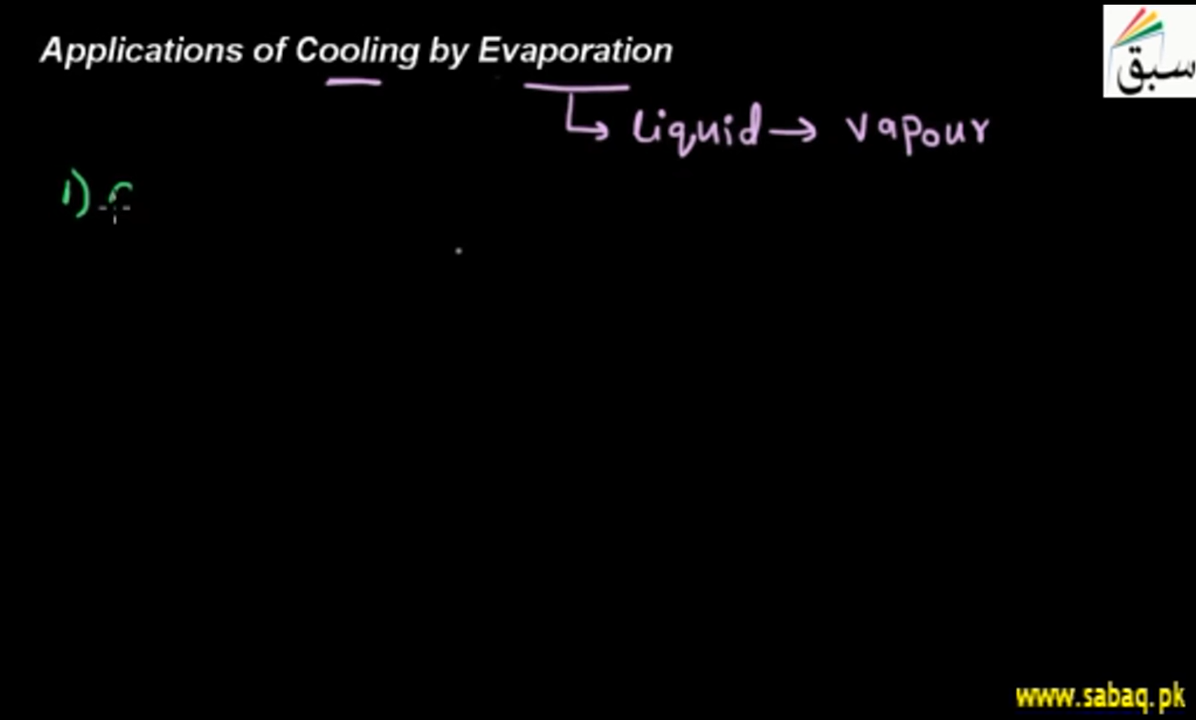 Applications of Cooling by Evaporation
سبق
liquid → vapour
1)
www.sabaq.pk